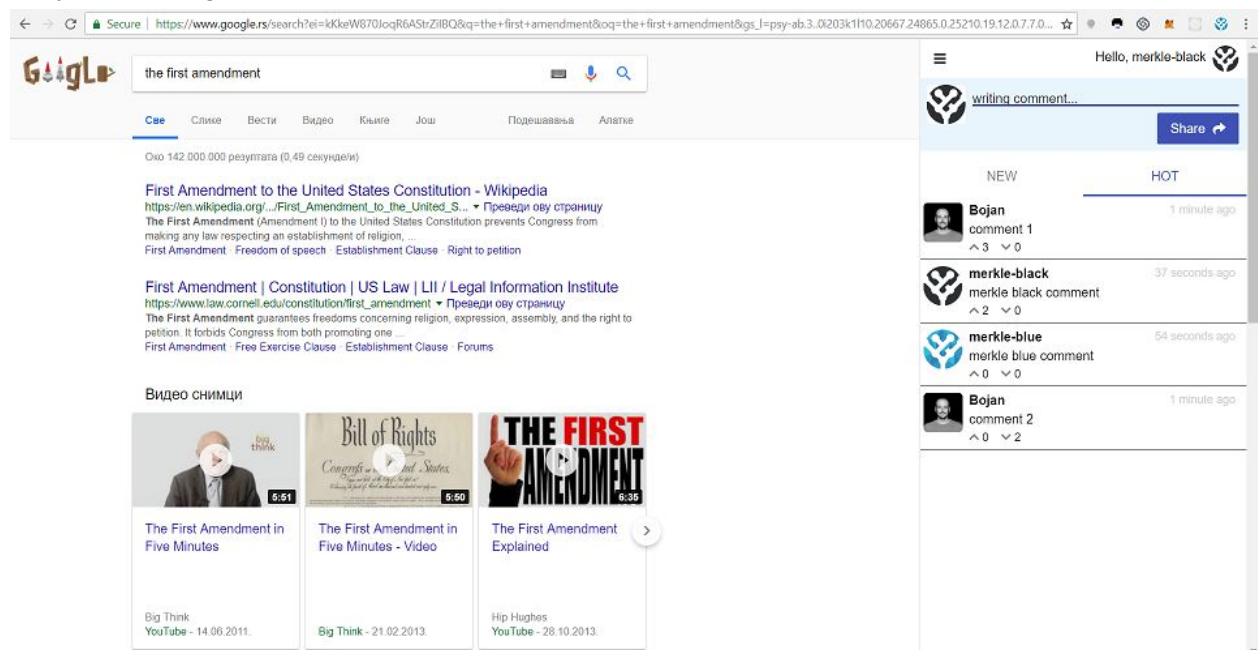 Secure | https://www.google.rs/search?ei=kKkeW870JoqR6AStrZiIBQ&q=the+first+amendment&oq=the+first+amendment&gs_l=psy-ab.3..0i203k1l10.20667.24865.0.25210.19.12.0.7.7.0...
Google
the first amendment
Све Слике Вести Видео Књиге Још Подешавања Алатке
Око 142.000.000 резултата (0,49 секунде/и)
First Amendment to the United States Constitution - Wikipedia
https://en.wikipedia.org/.../First_Amendment_to_the_United_S... Преведи ову страницу
The First Amendment (Amendment I) to the United States Constitution prevents Congress from
making any law respecting an establishment of religion, ...
First Amendment · Freedom of speech · Establishment Clause · Right to petition
First Amendment | Constitution | US Law | LII / Legal Information Institute
https://www.law.cornell.edu/constitution/first_amendment Преведи ову страницу
The First Amendment guarantees freedoms concerning religion, expression, assembly, and the right to
petition. It forbids Congress from both promoting one ...
First Amendment · Free Exercise Clause · Establishment Clause · Forums
Видео снимци
big
think
5:51
Bill of Rights
Congress of the United States,
5:50
THE FIRST
AMENDMENT
6:35
The First Amendment in
Five Minutes
Big Think
YouTube - 14.06.2011.
The First Amendment in
Five Minutes - Video
Big Think - 21.02.2013.
The First Amendment
Explained
Hip Hughes
YouTube - 28.10.2013.
Hello, merkle-black
writing comment...
Share
NEW HOT
Bojan 1 minute ago
comment 1
3 0
merkle-black 37 seconds ago
merkle black comment
2 0
merkle-blue 54 seconds ago
merkle blue comment
0 0
Bojan 1 minute ago
comment 2
0 2